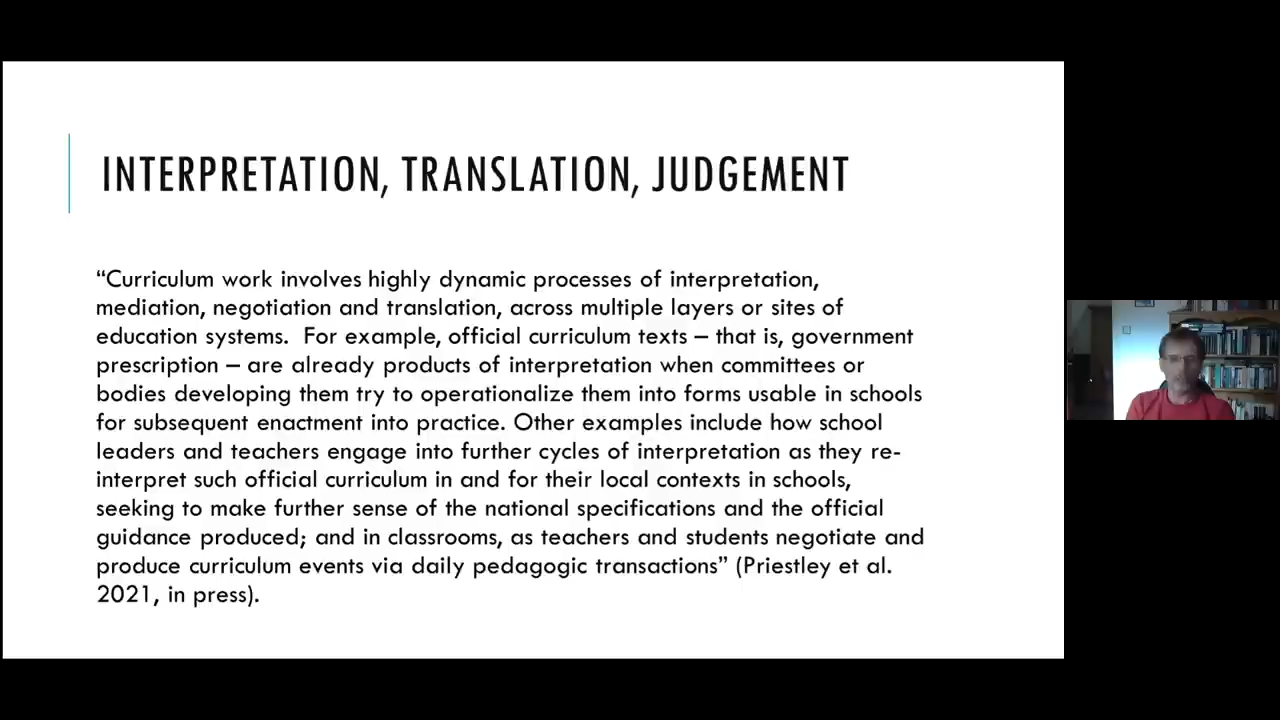 INTERPRETATION, TRANSLATION, JUDGEMENT
“Curriculum work involves highly dynamic processes of interpretation,
mediation, negotiation and translation, across multiple layers or sites of
education systems.  For example, official curriculum texts – that is, government
prescription – are already products of interpretation when committees or
bodies developing them try to operationalize them into forms usable in schools
for subsequent enactment into practice. Other examples include how school
leaders and teachers engage into further cycles of interpretation as they re-
interpret such official curriculum in and for their local contexts in schools,
seeking to make further sense of the national specifications and the official
guidance produced; and in classrooms, as teachers and students negotiate and
produce curriculum events via daily pedagogic transactions” (Priestley et al.
2021, in press).